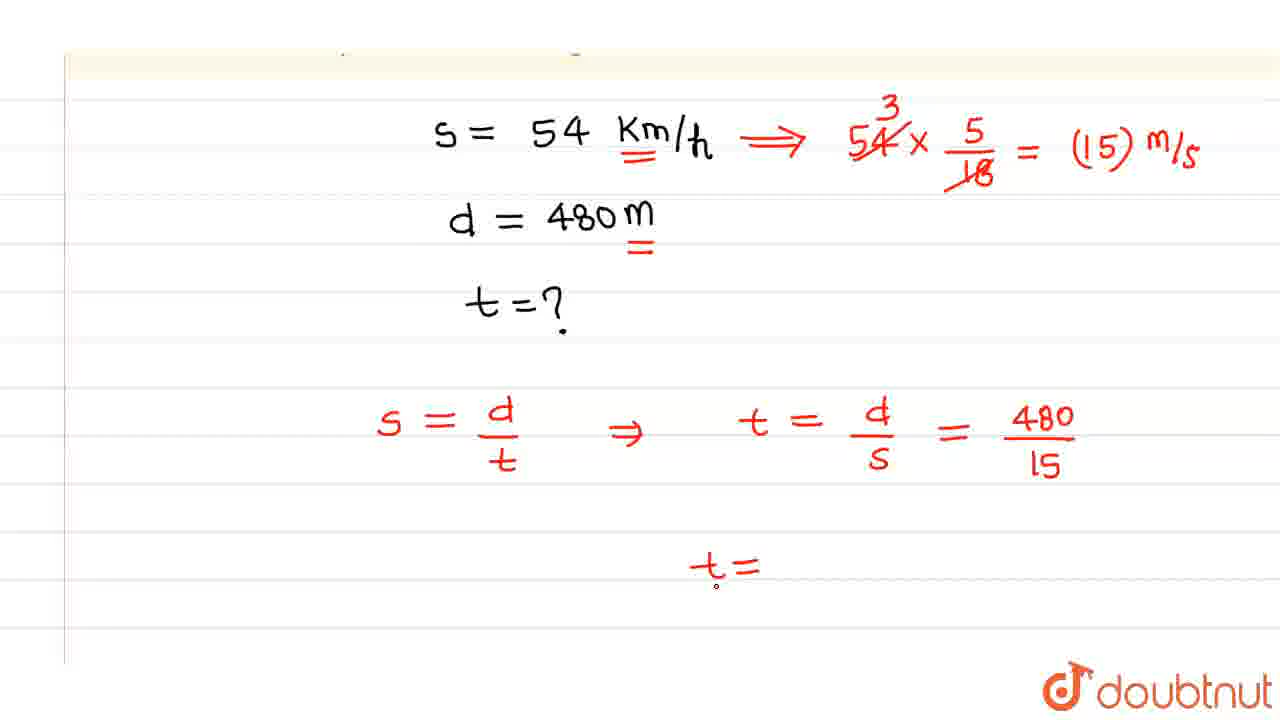 s = 54 Km/h ⟹ 54 3 × 5/18 = (15) m/s
d = 480 m
t = ?
s = d/t ⇒ t = d/s = 480/15
t =
doubtnut